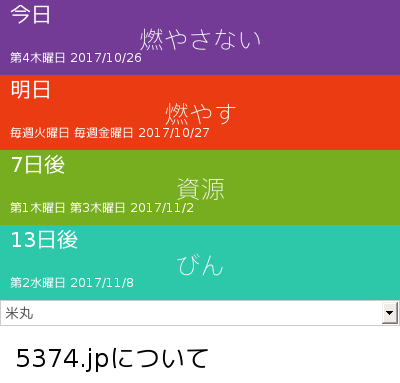 今日
燃やさない
第4木曜日 2017/10/26
明日
燃やす
毎週火曜日 毎週金曜日 2017/10/27
7日後
資源
第1木曜日 第3木曜日 2017/11/2
13日後
びん
第2水曜日 2017/11/8
米丸
5374.jpについて